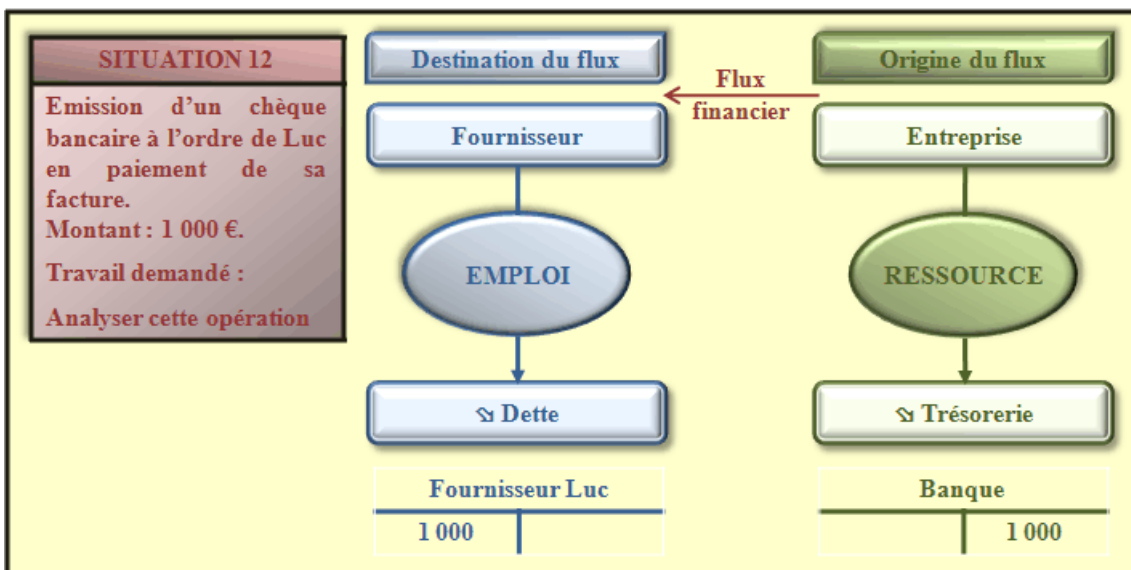 SITUATION 12
Emission d'un chèque
bancaire à l'ordre de Luc
en paiement de sa
facture.
Montant : 1 000 €.
Travail demandé :
Analyser cette opération
Destination du flux
Flux
financier
Origine du flux
Fournisseur
Entreprise
EMPLOI
RESSOURCE
⬂ Dette
⬂ Trésorerie
Fournisseur Luc
1 000
Banque
1 000